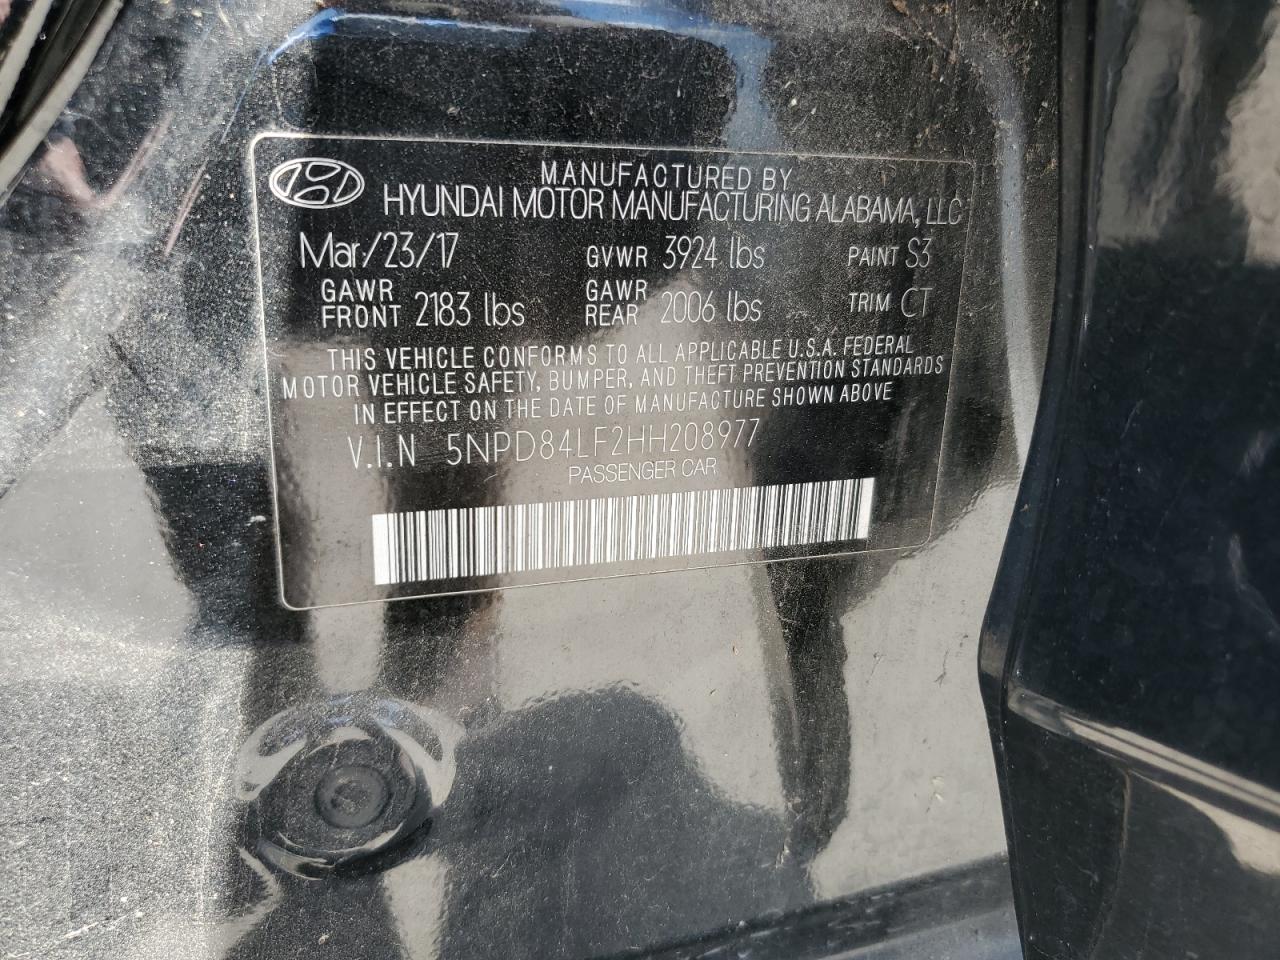 MANUFACTURED BY
HYUNDAI MOTOR MANUFACTURING ALABAMA, LLC
Mar/23/17 GVWR 3924 lbs PAINT S3
GAWR FRONT 2183 lbs GAWR REAR 2006 lbs TRIM CT
THIS VEHICLE CONFORMS TO ALL APPLICABLE U.S.A. FEDERAL
MOTOR VEHICLE SAFETY, BUMPER, AND THEFT PREVENTION STANDARDS
IN EFFECT ON THE DATE OF MANUFACTURE SHOWN ABOVE
V.I.N 5NPD84LF2HH208977
PASSENGER CAR